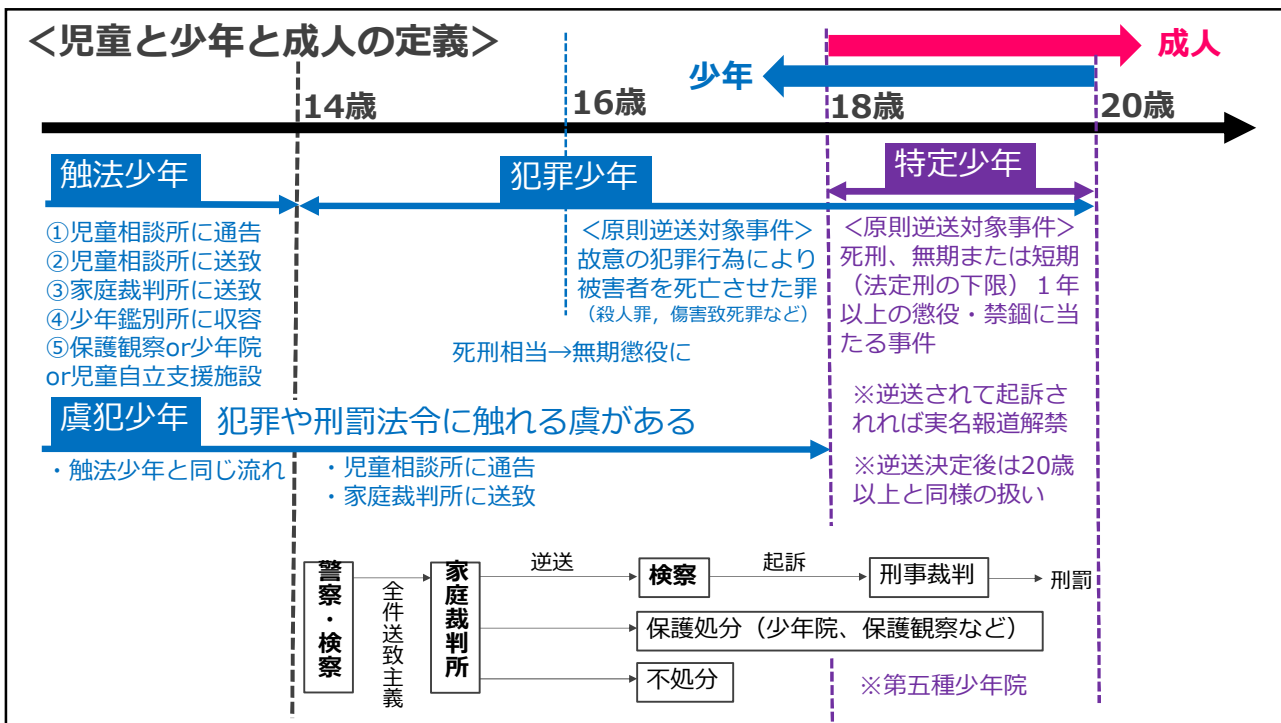 ＜児童と少年と成人の定義＞
成人
少年
14歳
16歳
18歳
20歳
触法少年
犯罪少年
特定少年
①児童相談所に通告
②児童相談所に送致
③家庭裁判所に送致
④少年鑑別所に収容
⑤保護観察or少年院
or児童自立支援施設
＜原則逆送対象事件＞
故意の犯罪行為により
被害者を死亡させた罪
（殺人罪，傷害致死罪など）
死刑相当→無期懲役に
＜原則逆送対象事件＞
死刑、無期または短期
（法定刑の下限）１年
以上の懲役・禁錮に当
たる事件
※逆送されて起訴さ
れれば実名報道解禁
※逆送決定後は20歳
以上と同様の扱い
虞犯少年
犯罪や刑罰法令に触れる虞がある
・触法少年と同じ流れ
・児童相談所に通告
・家庭裁判所に送致
警察・検察
全件送致主義
家庭裁判所
逆送
検察
起訴
刑事裁判
刑罰
保護処分（少年院、保護観察など）
不処分
※第五種少年院